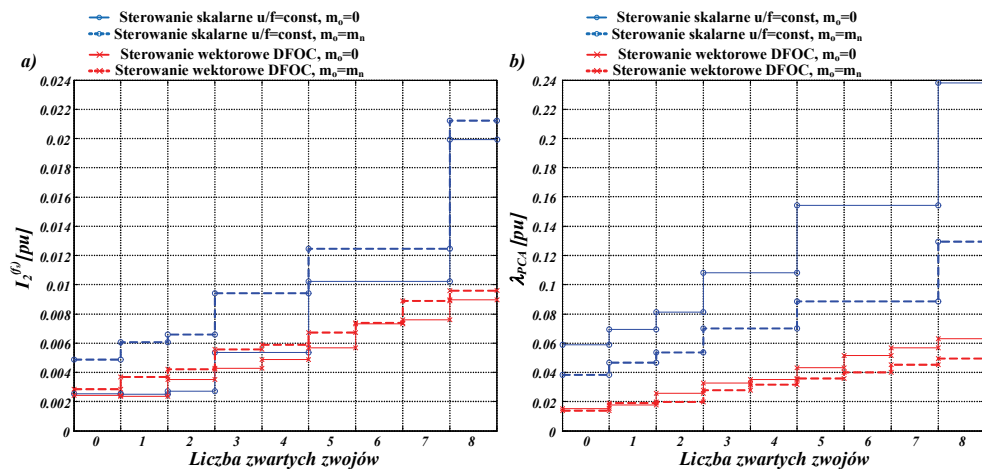 Sterowanie skalarne u/f=const, mₒ=0
Sterowanie skalarne u/f=const, mₒ=mₙ
Sterowanie wektorowe DFOC, mₒ=0
Sterowanie wektorowe DFOC, mₒ=mₙ
a)
0.024
0.022
0.02
0.018
0.016
0.014
0.012
0.01
0.008
0.006
0.004
0.002
0
I₂⁽ᶠˢ⁾[pu]
0 1 2 3 4 5 6 7 8
Liczba zwartych zwojów
Sterowanie skalarne u/f=const, mₒ=0
Sterowanie skalarne u/f=const, mₒ=mₙ
Sterowanie wektorowe DFOC, mₒ=0
Sterowanie wektorowe DFOC, mₒ=mₙ
b)
0.24
0.22
0.2
0.18
0.16
0.14
0.12
0.1
0.08
0.06
0.04
0.02
0
λPCA [pu]
0 1 2 3 4 5 6 7 8
Liczba zwartych zwojów